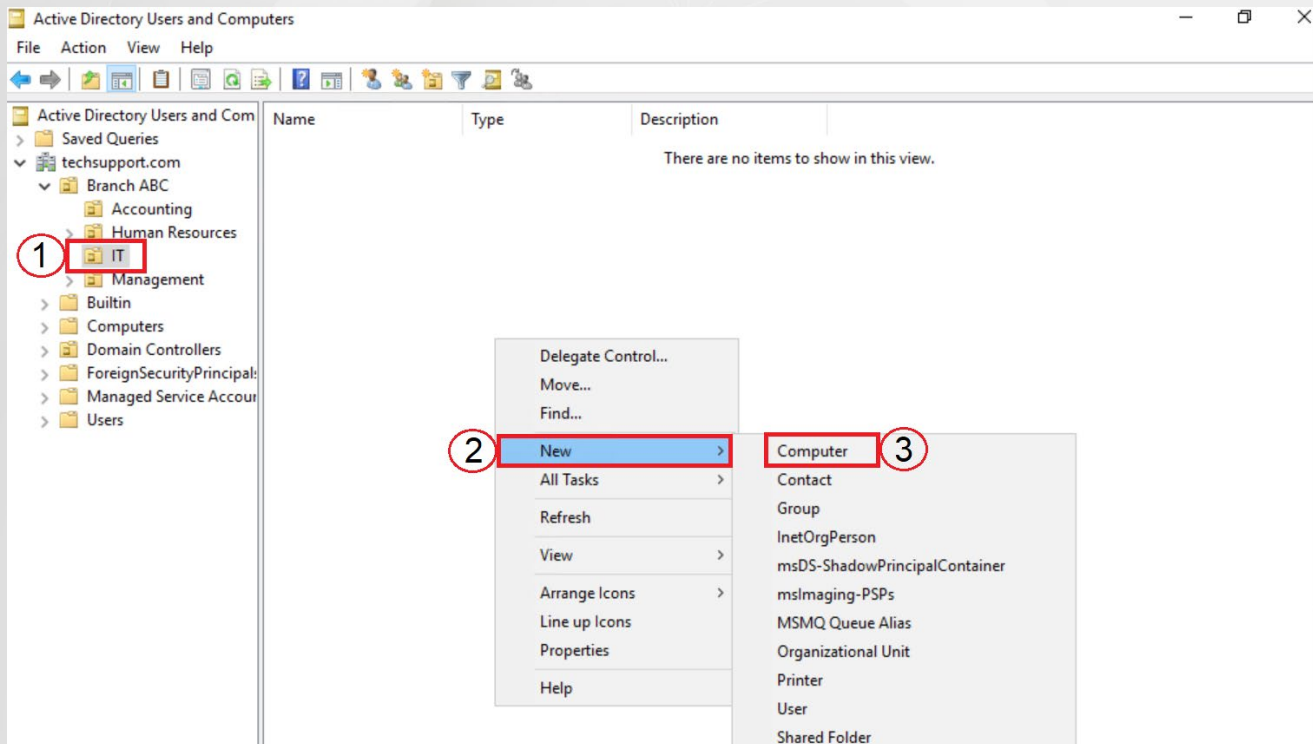 Active Directory Users and Computers
File Action View Help
Active Directory Users and Com
Saved Queries
techsupport.com
Branch ABC
Accounting
Human Resources
1
IT
Management
Builtin
Computers
Domain Controllers
ForeignSecurityPrincipals
Managed Service Accour
Users
Name Type Description
There are no items to show in this view.
Delegate Control...
Move...
Find...
2
New
All Tasks
Refresh
View
Arrange Icons
Line up Icons
Properties
Help
Computer
3
Contact
Group
InetOrgPerson
msDS-ShadowPrincipalContainer
msImaging-PSPs
MSMQ Queue Alias
Organizational Unit
Printer
User
Shared Folder